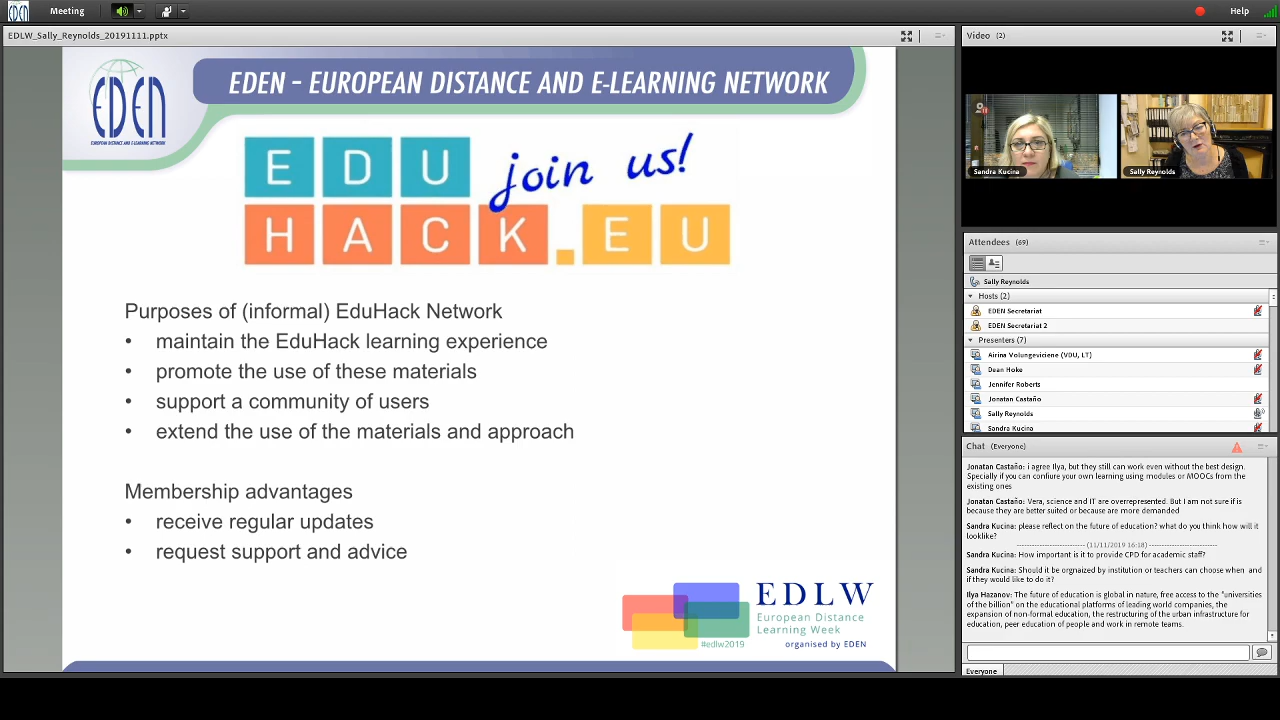 EDEN
Meeting
Help
EDLW_Sally_Reynolds_20191111.pptx
EDEN
EUROPEAN DISTANCE AND E-LEARNING NETWORK
EDEN - EUROPEAN DISTANCE AND E-LEARNING NETWORK
EDU join us!
HACK.EU
Purposes of (informal) EduHack Network
• maintain the EduHack learning experience
• promote the use of these materials
• support a community of users
• extend the use of the materials and approach
Membership advantages
• receive regular updates
• request support and advice
EDLW
European Distance
Learning Week
#edlw2019 organised by EDEN
Video (2)
Sandra Kucina
Sally Reynolds
Attendees (69)
Sally Reynolds
Hosts (2)
EDEN Secretariat
EDEN Secretariat 2
Presenters (7)
Airina Volungeviciene (VDU, LT)
Dean Hoke
Jennifer Roberts
Jonatan Castaño
Sally Reynolds
Sandra Kucina
Chat (Everyone)
Jonatan Castaño: i agree Ilya, but they still can work even without the best design.
Specially if you can confiure your own learning using modules or MOOCs from the
existing ones
Jonatan Castaño: Vera, science and IT are overrepresented. But I am not sure if is
because they are better suited or because are more demanded
Sandra Kucina: please reflect on the future of education? what do you think how will it
looklike?
------------------------ (11/11/2019 16:18) ------------------------
Sandra Kucina: How important is it to provide CPD for academic staff?
Sandra Kucina: Should it be orgnaized by institution or teachers can choose when and
if they would like to do it?
Ilya Hazanov: The future of education is global in nature, free access to the "universities
of the billion" on the educational platforms of leading world companies, the
expansion of non-formal education, the restructuring of the urban infrastructure for
education, peer education of people and work in remote teams.
Everyone